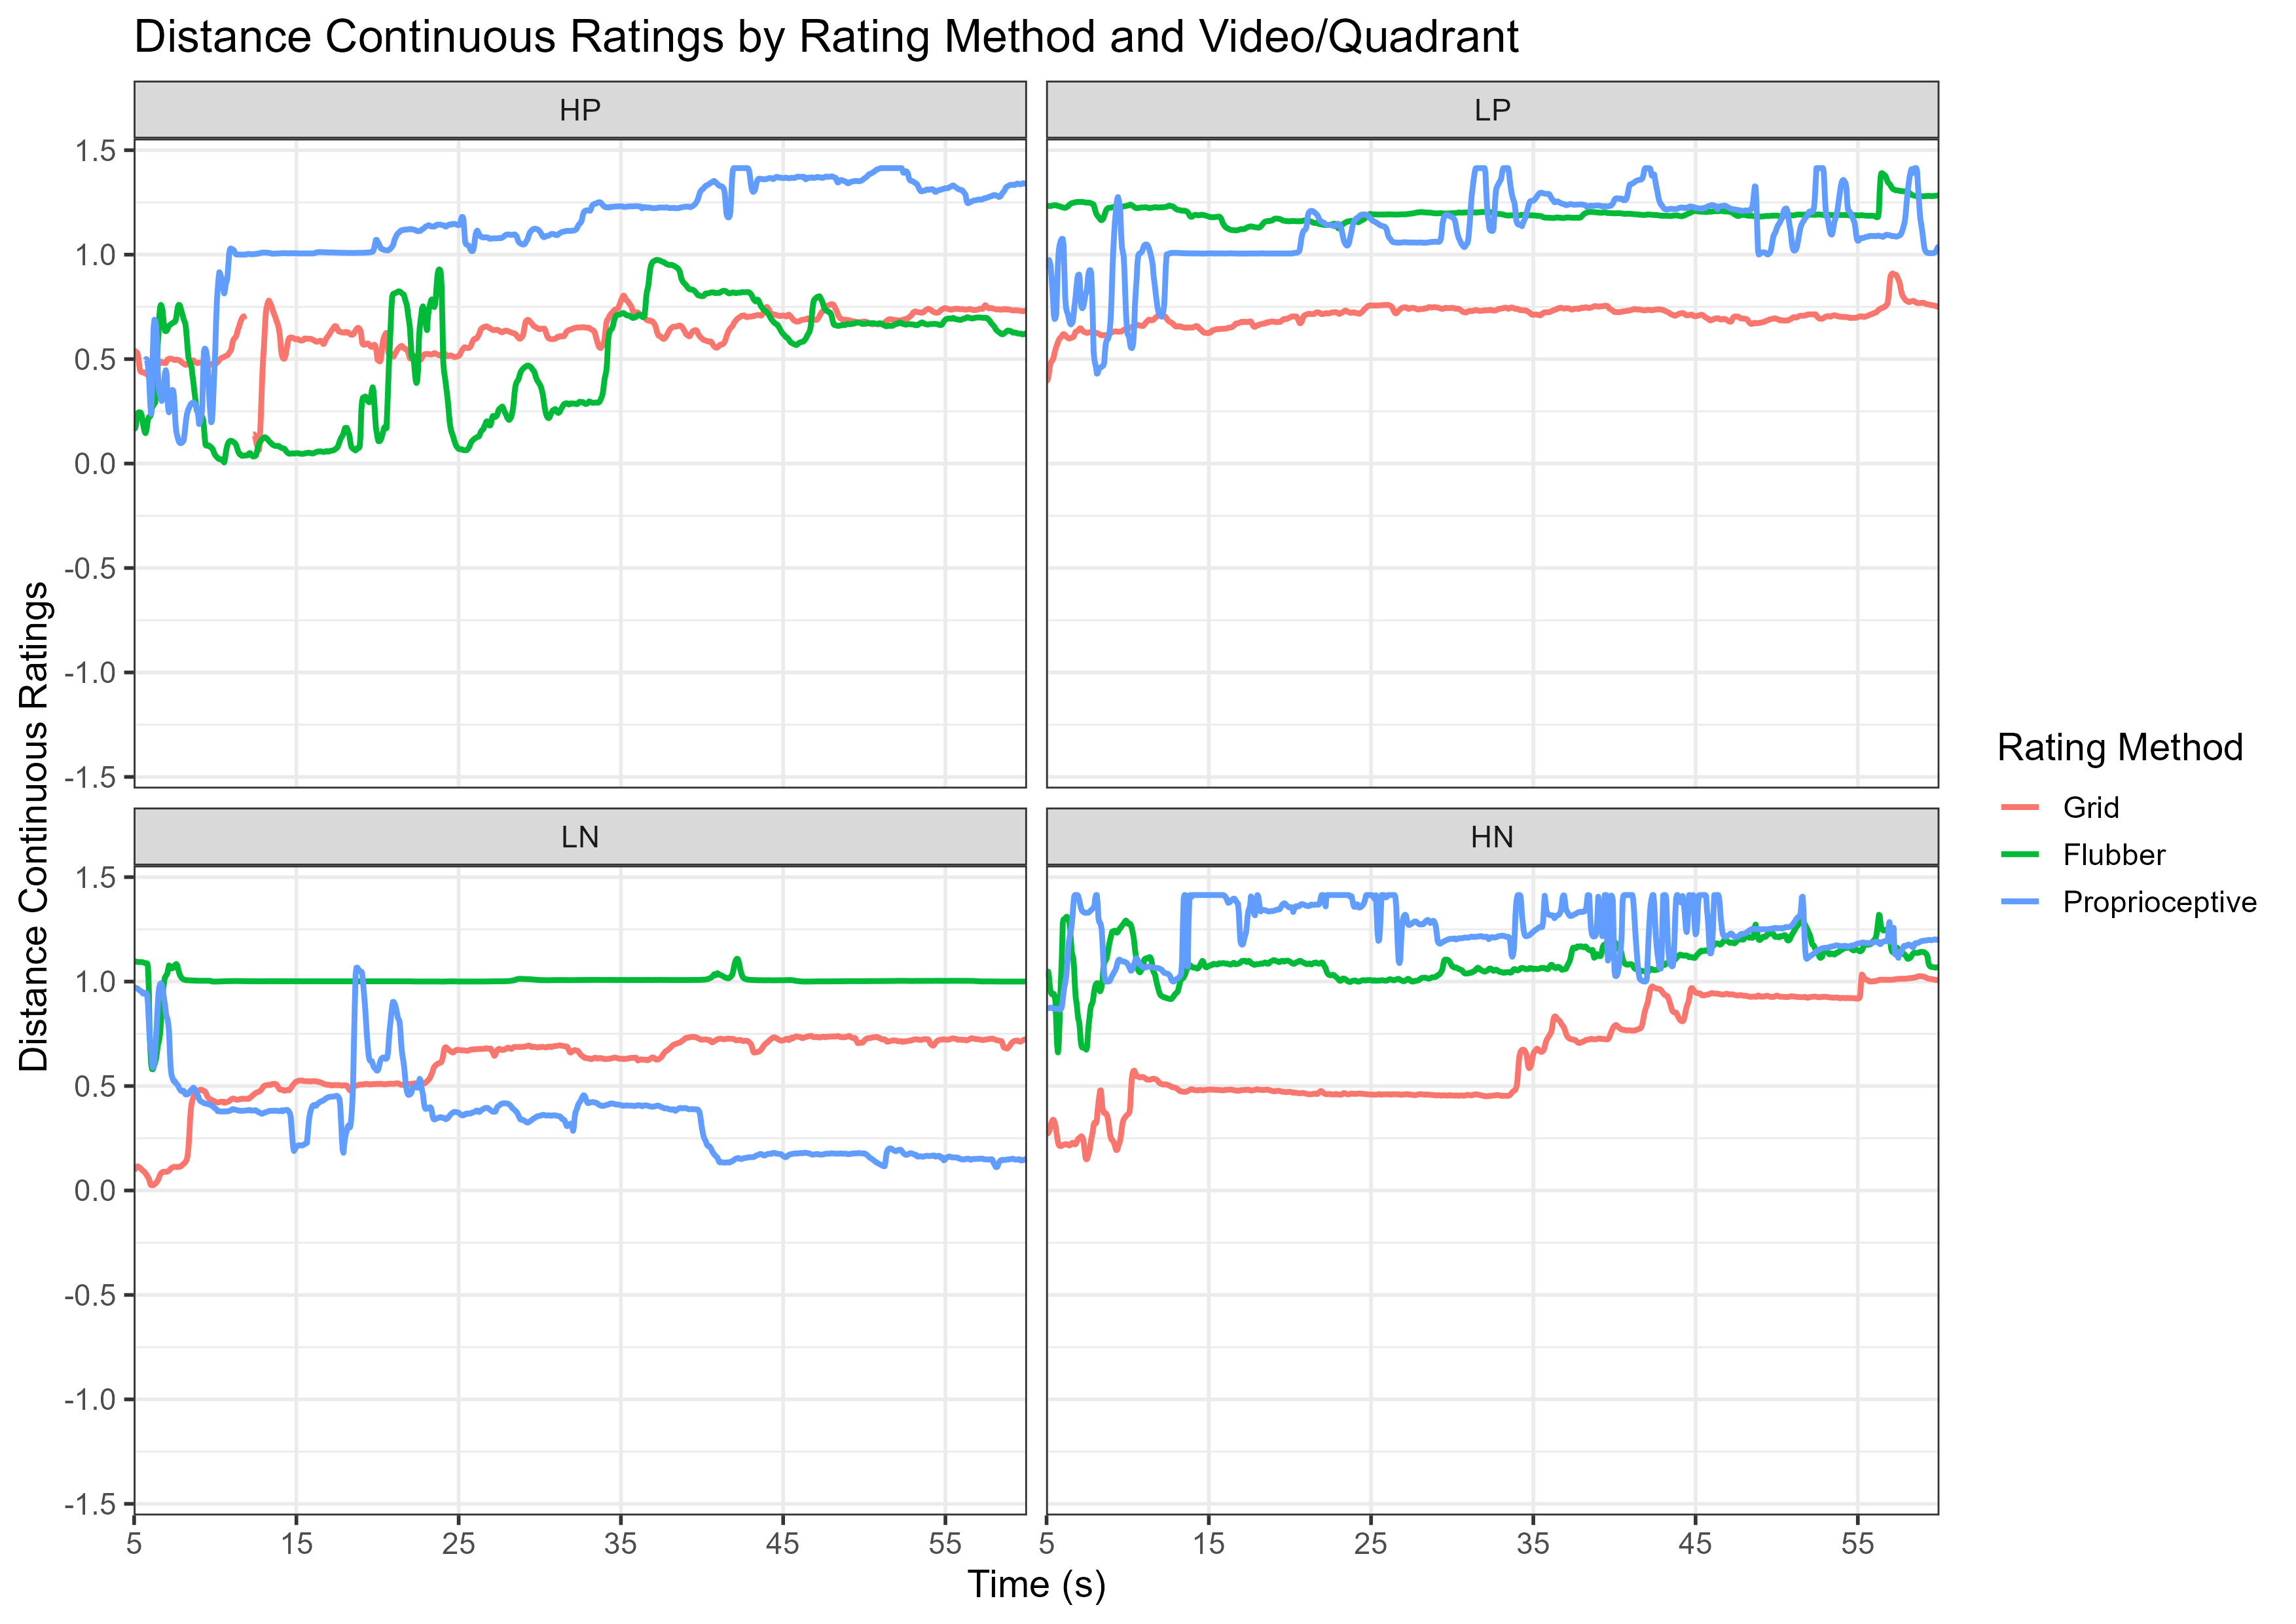 Distance Continuous Ratings by Rating Method and Video/Quadrant
HP
LP
1.5
1.0
0.5
0.0
-0.5
-1.0
-1.5
LN
HN
1.5
1.0
0.5
0.0
-0.5
-1.0
-1.5
5 15 25 35 45 55
5 15 25 35 45 55
Time (s)
Distance Continuous Ratings
Rating Method
Grid
Flubber
Proprioceptive